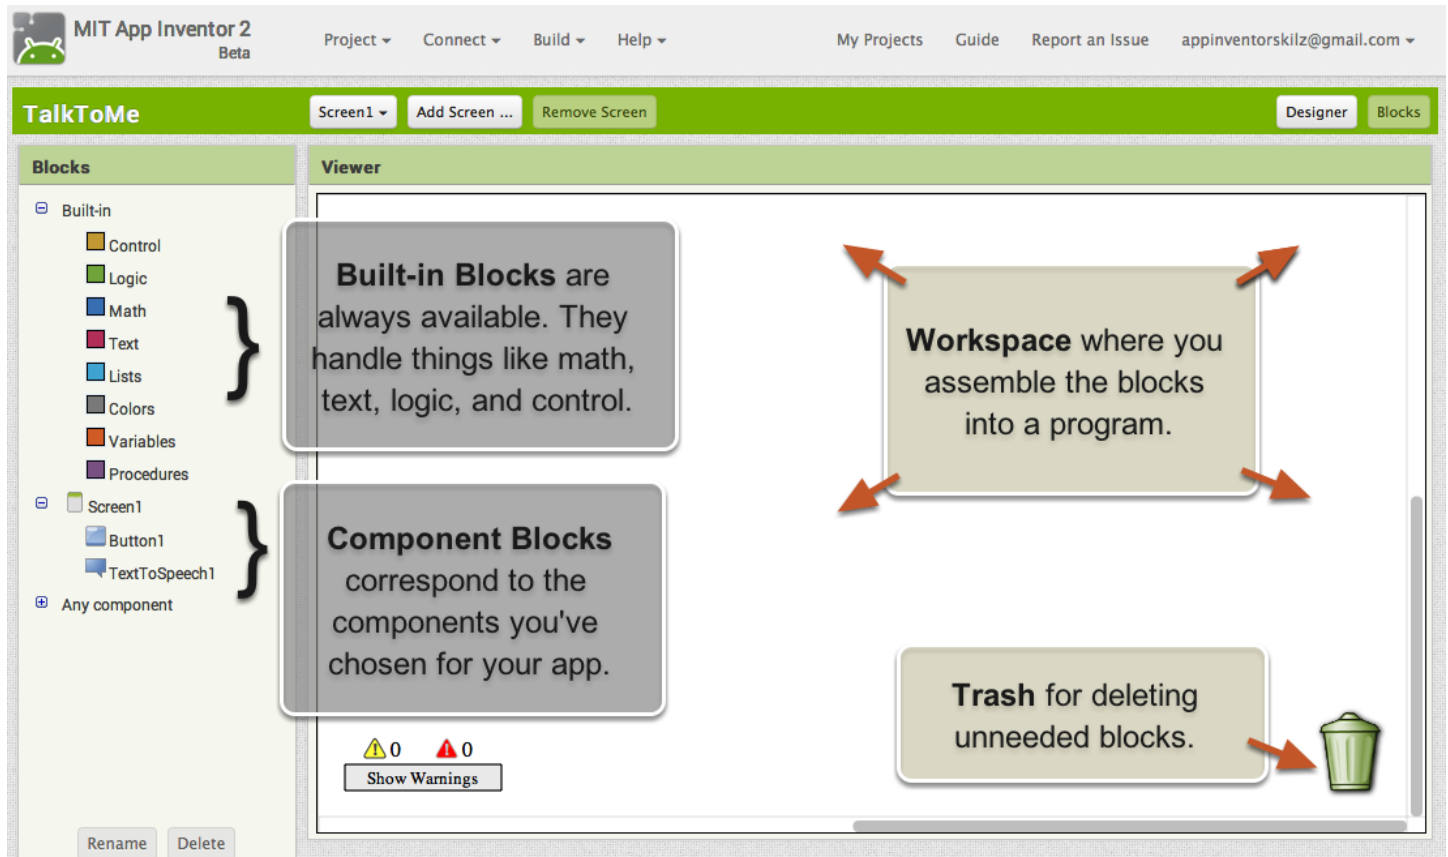 MIT App Inventor 2
Beta
Project Connect Build Help
My Projects Guide Report an Issue appinventorskilz@gmail.com
TalkToMe
Screen1 Add Screen ... Remove Screen
Designer Blocks
Blocks
Built-in
Control
Logic
Math
Text
Lists
Colors
Variables
Procedures
Screen1
Button1
TextToSpeech1
Any component
Rename Delete
Viewer
Built-in Blocks are
always available. They
handle things like math,
text, logic, and control.
Component Blocks
correspond to the
components you've
chosen for your app.
Workspace where you
assemble the blocks
into a program.
Trash for deleting
unneeded blocks.
0 0
Show Warnings